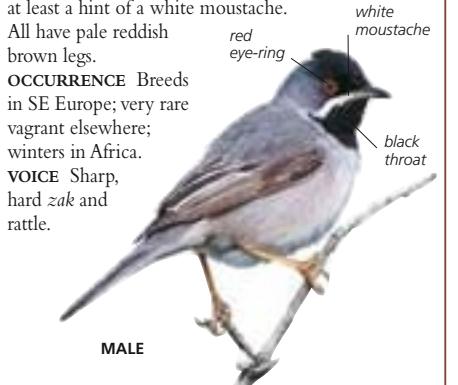 at least a hint of a white moustache.
All have pale reddish
brown legs.
OCCURRENCE Breeds
in SE Europe; very rare
vagrant elsewhere;
winters in Africa.
VOICE Sharp,
hard zak and
rattle.
red
eye-ring
white
moustache
black
throat
MALE